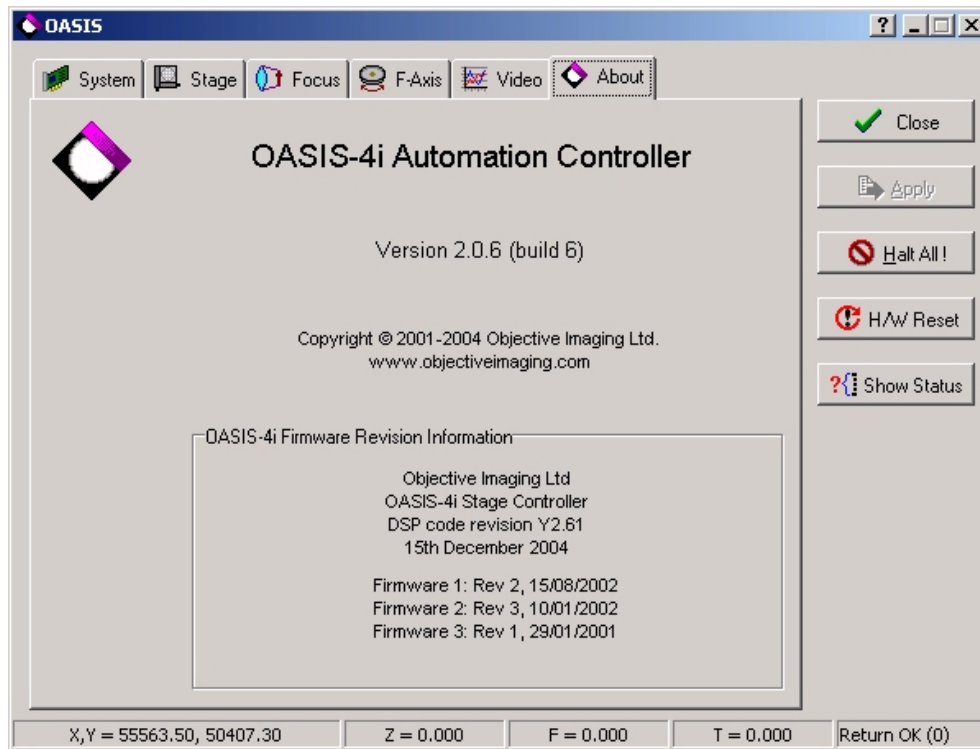 OASIS
System
Stage
Focus
F-Axis
Video
About
OASIS-4i Automation Controller
Version 2.0.6 (build 6)
Copyright © 2001-2004 Objective Imaging Ltd.
www.objectiveimaging.com
OASIS-4i Firmware Revision Information
Objective Imaging Ltd
OASIS-4i Stage Controller
DSP code revision Y2.61
15th December 2004
Firmware 1: Rev 2, 15/08/2002
Firmware 2: Rev 3, 10/01/2002
Firmware 3: Rev 1, 29/01/2001
Close
Apply
Halt All !
H/W Reset
Show Status
X,Y = 55563.50, 50407.30
Z = 0.000
F = 0.000
T = 0.000
Return OK (0)